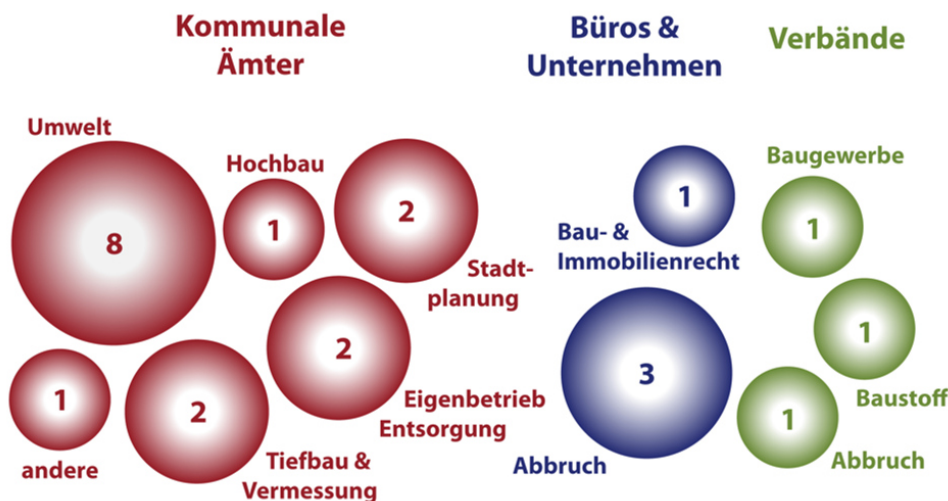 Kommunale
Ämter
Büros &
Unternehmen
Verbände
Umwelt
8
Hochbau
1
2
Stadt-
planung
1
andere
2
Tiefbau &
Vermessung
2
Eigenbetrieb
Entsorgung
1
Bau- &
Immobilienrecht
3
Abbruch
Baugewerbe
1
1
Baustoff
1
Abbruch